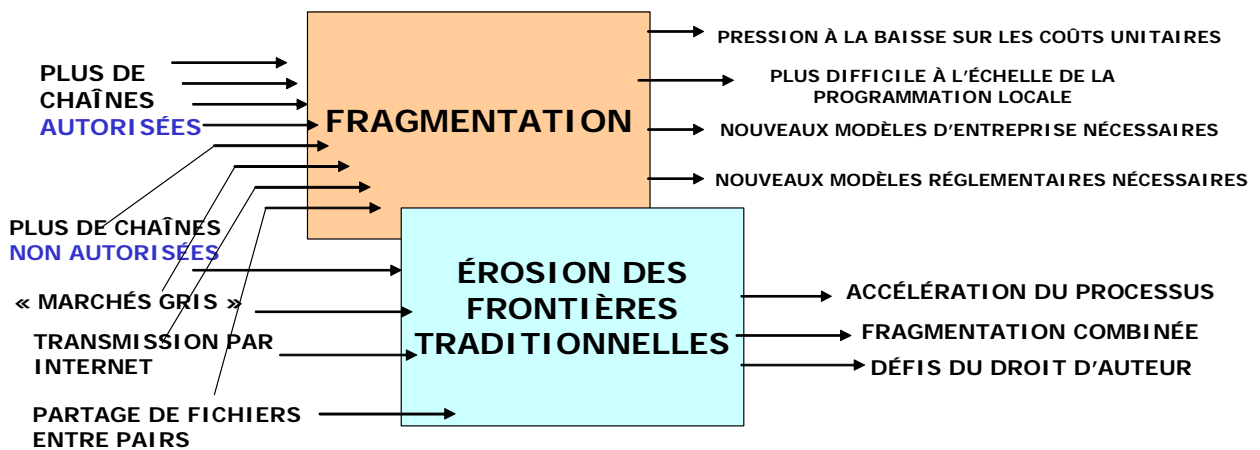 PLUS DE
CHAÎNES
AUTORISÉES
PLUS DE CHAÎNES
NON AUTORISÉES
« MARCHÉS GRIS »
TRANSMISSION PAR
INTERNET
PARTAGE DE FICHIERS
ENTRE PAIRS
FRAGMENTATION
ÉROSION DES
FRONTIÈRES
TRADITIONNELLES
PRESSION À LA BAISSE SUR LES COÛTS UNITAIRES
PLUS DIFFICILE À L'ÉCHELLE DE LA
PROGRAMMATION LOCALE
NOUVEAUX MODÈLES D'ENTREPRISE NÉCESSAIRES
NOUVEAUX MODÈLES RÉGLEMENTAIRES NÉCESSAIRES
ACCÉLÉRATION DU PROCESSUS
FRAGMENTATION COMBINÉE
DÉFIS DU DROIT D'AUTEUR